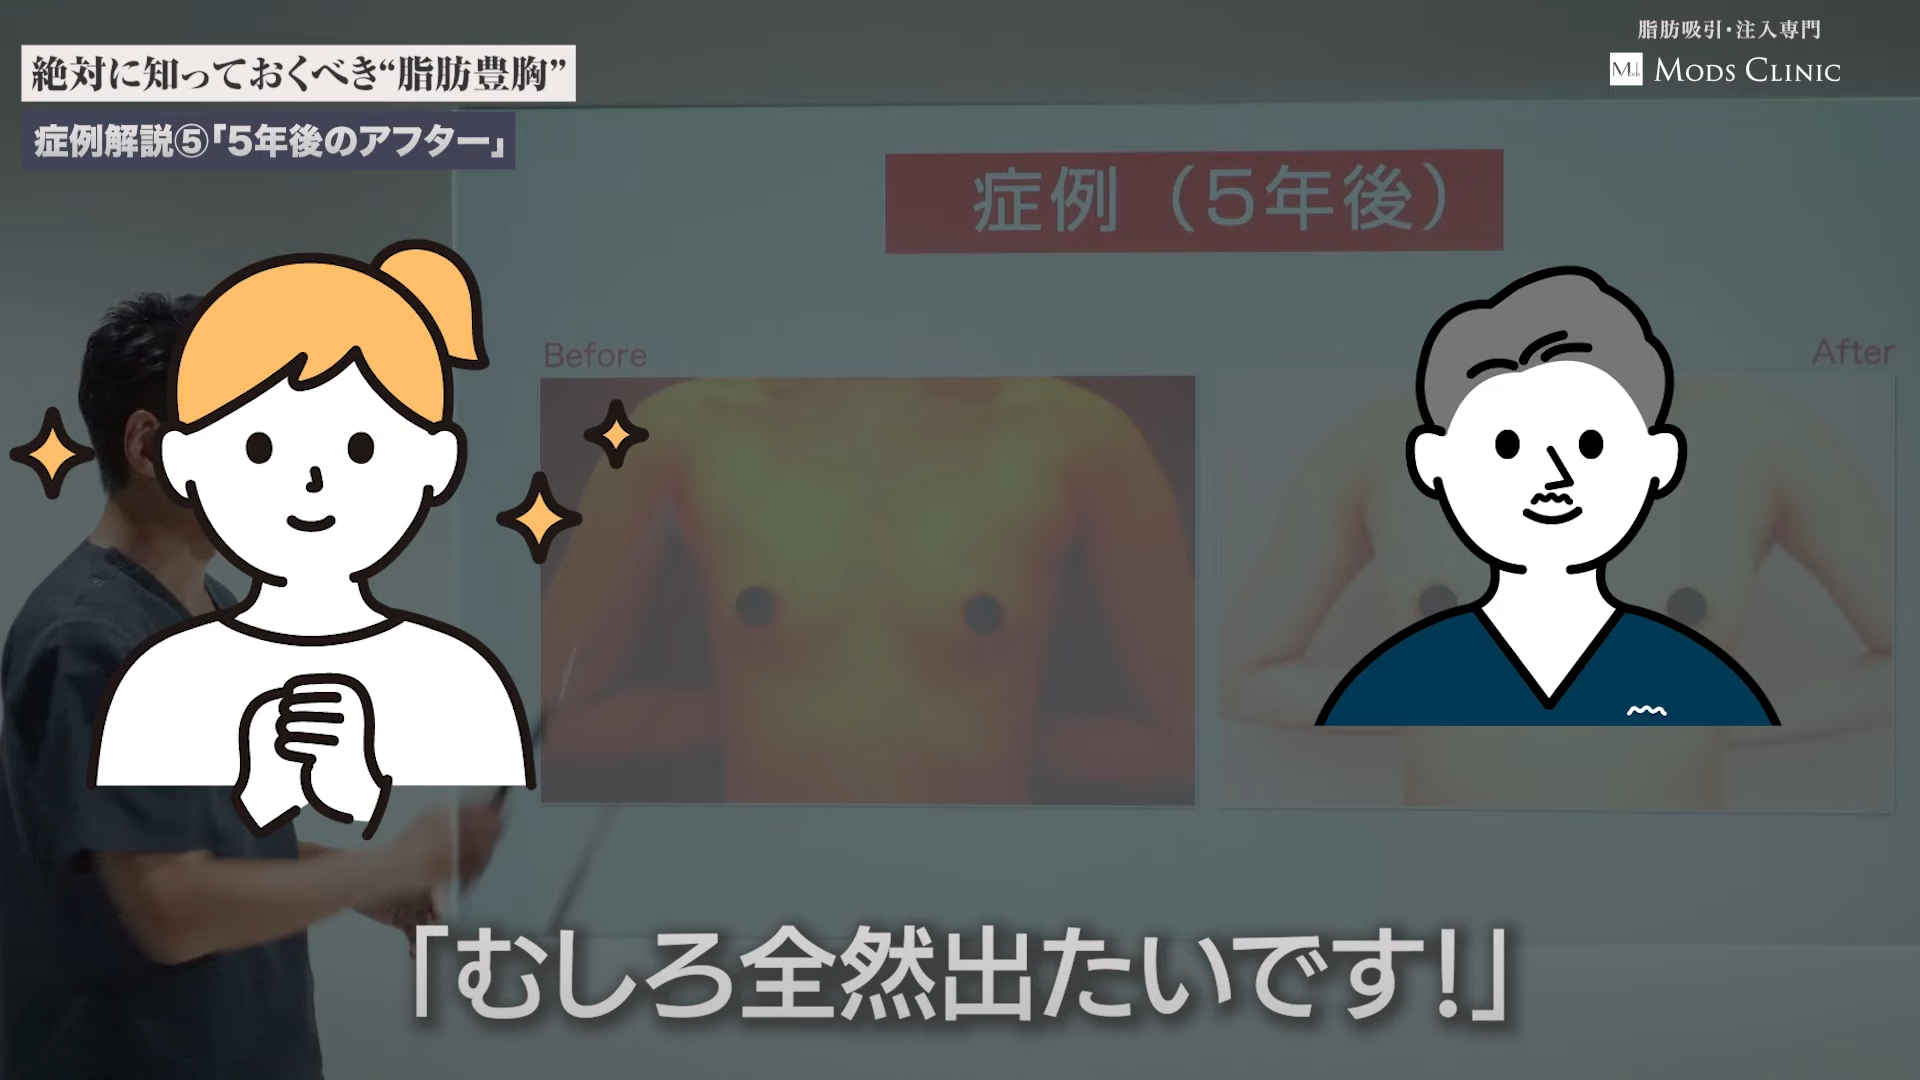 脂肪吸引・注入専門
M Mods MODS CLINIC
絶対に知っておくべき“脂肪豊胸”
症例解説⑤「5年後のアフター」
症例（5年後）
Before
After
「むしろ全然出たいです!」